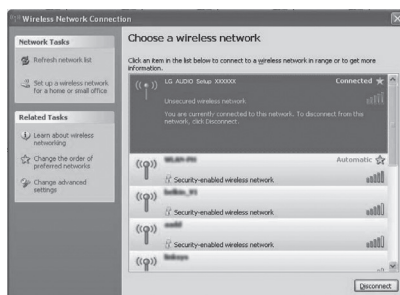 Wireless Network Connection
Network Tasks
Refresh network list
Set up a wireless network
for a home or small office
Related Tasks
Learn about wireless
networking
Change the order of
preferred networks
Change advanced
settings
Choose a wireless network
Click an item in the list below to connect to a wireless network in range or to get more
information.
LG AUDIO Setup XXXXXX
Connected
Unsecured wireless network
You are currently connected to this network. To disconnect from the
network, click Disconnect.
Automatic
Security-enabled wireless network
Security-enabled wireless network
Security-enabled wireless network
Disconnect